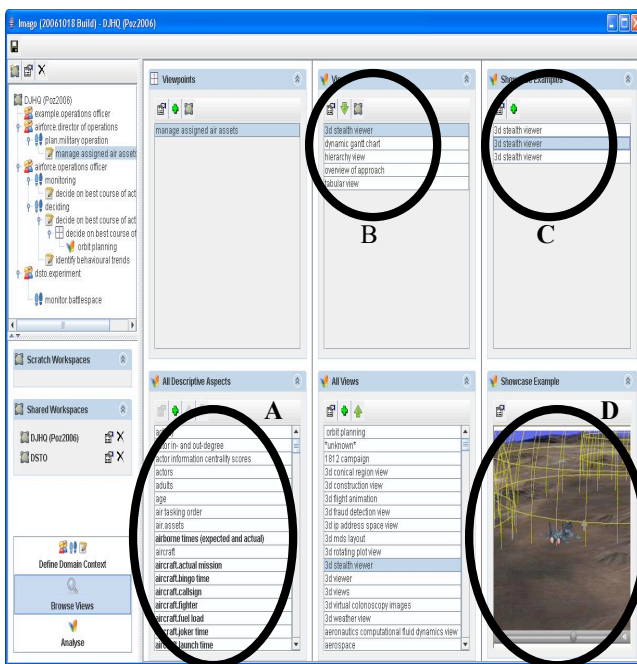 Imago (20061018 Build) - DJHQ (Poz2006)
DJHQ (Poz2006)
example.operations officer
airforce.director of operations
plan.military operation
manage assigned air assets
airforce.operations officer
monitoring
decide on best course of act
deciding
decide on best course of act
decide on best course of
orbit planning
identify behavioural trends
dsto.experiment
monitor.battlespace
Scratch Workspaces
Shared Workspaces
DJHQ (Poz2006)
DSTO
Define Domain Context
Browse Views
Analyse
Viewpoints
manage assigned air assets
3d stealth viewer
dynamic gantt chart
hierarchy view
overview of approach
tabular view
B
Showcase Examples
3d stealth viewer
3d stealth viewer
3d stealth viewer
C
All Descriptive Aspects
A
actor in- and out-degree
actor information centrality scores
actors
adults
age
air tasking order
air.assets
airborne times (expected and actual)
aircraft
aircraft.actual mission
aircraft.bingo time
aircraft.callsign
aircraft.fighter
aircraft.fuel load
aircraft.joker time
aircraft.launch time
All Views
orbit planning
*unknown*
1812 campaign
3d conical region view
3d construction view
3d flight animation
3d fraud detection view
3d ip address space view
3d mds layout
3d rotating plot view
3d stealth viewer
3d viewer
3d views
3d virtual colonoscopy images
3d weather view
aeronautics computational fluid dynamics view
aerospace
Showcase Example
D